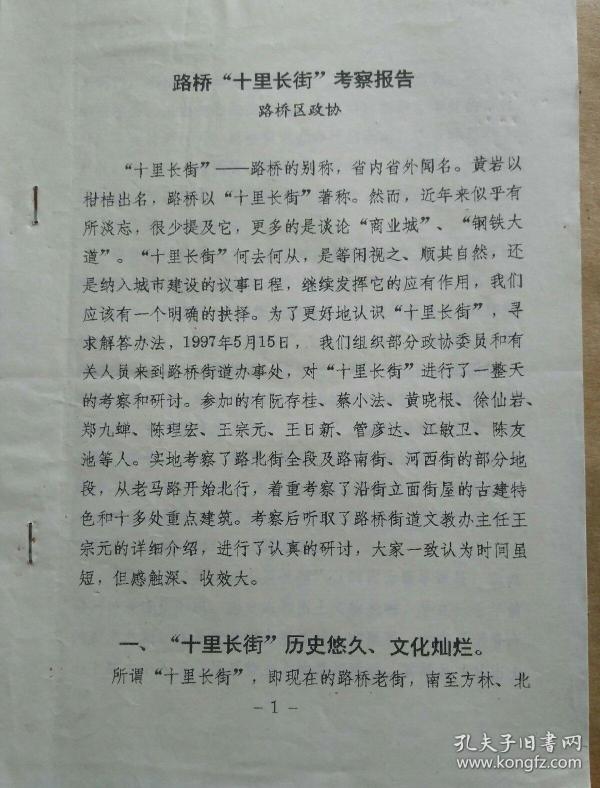 路桥“十里长街”考察报告
路桥区政协
“十里长街”——路桥的别称，省内省外闻名。黄岩以
柑桔出名，路桥以“十里长街”著称。然而，近年来似乎有
所淡忘，很少提及它，更多的是谈论“商业城”、“钢铁大
道”。“十里长街”何去何从，是等闲视之、顺其自然，还
是纳入城市建设的议事日程，继续发挥它的应有作用，我们
应该有一个明确的抉择。为了更好地认识“十里长街”，寻
求解答办法，1997年5月15日，我们组织部分政协委员和有
关人员来到路桥街道办事处，对“十里长街”进行了一整天
的考察和研讨。参加的有阮存桂、蔡小法、黄晓根、徐仙岩、
郑九蝉、陈理宏、王宗元、王日新、管彦达、江敏卫、陈友
池等人。实地考察了路北街全段及路南街、河西街的部分地
段，从老马路开始北行，着重考察了沿街立面街屋的古建特
色和十多处重点建筑。考察后听取了路桥街道文教办主任王
宗元的详细介绍，进行了认真的研讨，大家一致认为时间虽
短，但感触深、收效大。
一、“十里长街”历史悠久、文化灿烂。
所谓“十里长街”，即现在的路桥老街，南至方林、北
－1－
孔夫子旧书网
www.kongfz.com